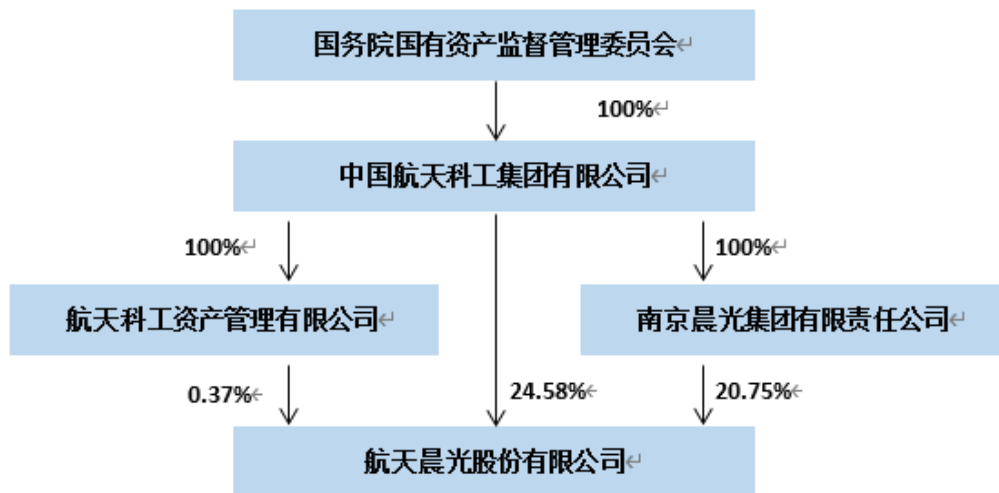 国务院国有资产监督管理委员会
100%
中国航天科工集团有限公司
100%
100%
航天科工资产管理有限公司
南京晨光集团有限责任公司
0.37%
24.58%
20.75%
航天晨光股份有限公司